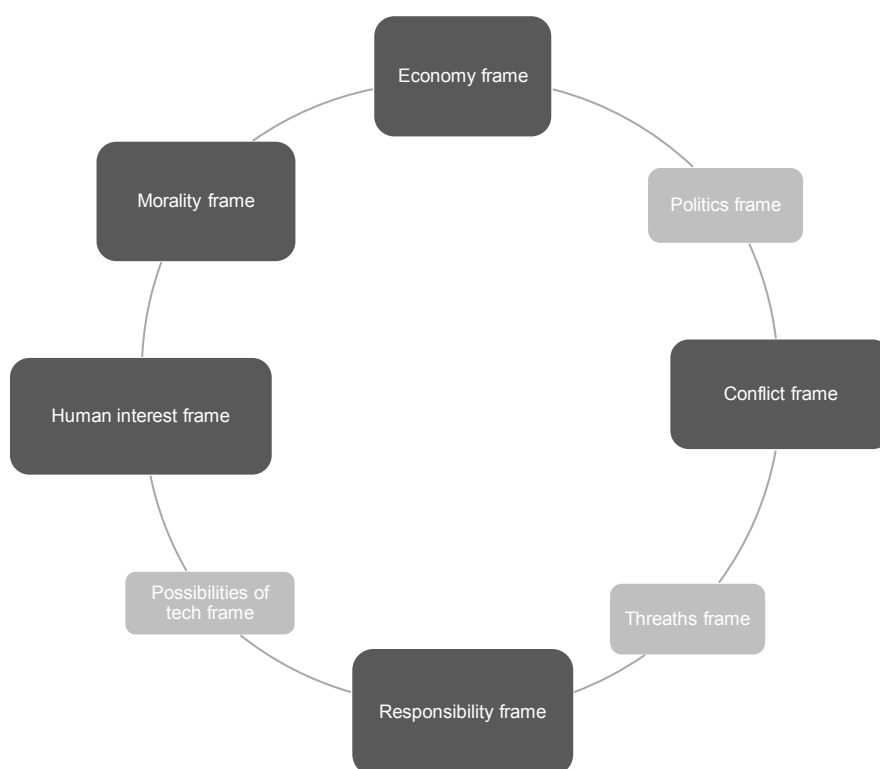 Economy frame
Morality frame
Politics frame
Conflict frame
Human interest frame
Possibilities of
tech frame
Threaths frame
Responsibility frame